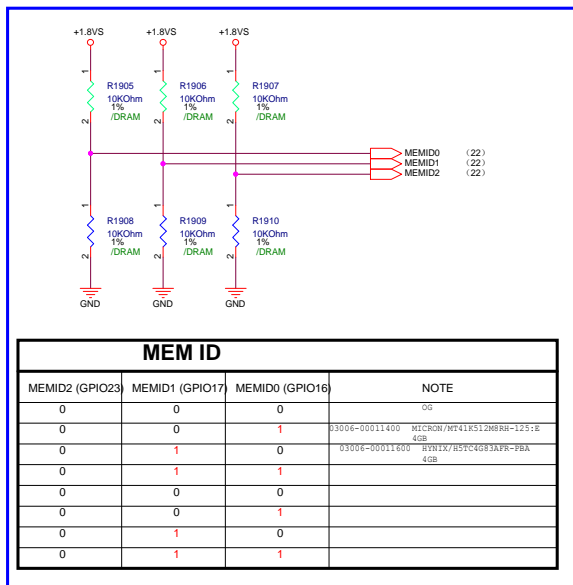 +1.8VS +1.8VS +1.8VS
1 1 1
R1905 R1906 R1907
10KOhm 10KOhm 10KOhm
1% 1% 1%
/DRAM /DRAM /DRAM
2 2 2
MEMID0 (22)
MEMID1 (22)
MEMID2 (22)
1 1 1
R1908 R1909 R1910
10KOhm 10KOhm 10KOhm
1% 1% 1%
/DRAM /DRAM /DRAM
2 2 2
GND GND GND
MEM ID
MEMID2 (GPIO23) MEMID1 (GPIO17) MEMID0 (GPIO16) NOTE
0 0 0 0G
0 0 1 03006-00011400 MICRON/MT41K512M8RH-125:E
4GB
0 1 0 03006-00011600 HYNIX/H5TC4G83AFR-PBA
4GB
0 1 1
0 0 0
0 0 1
0 1 0
0 1 1